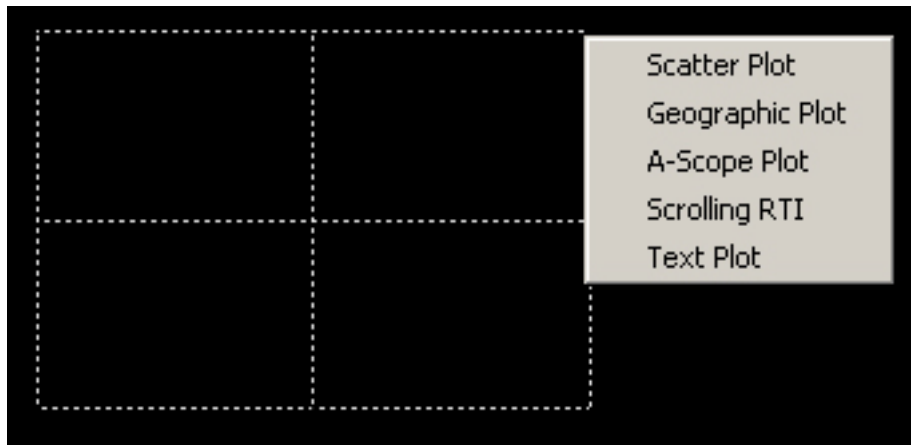 Scatter Plot
Geographic Plot
A-Scope Plot
Scrolling RTI
Text Plot